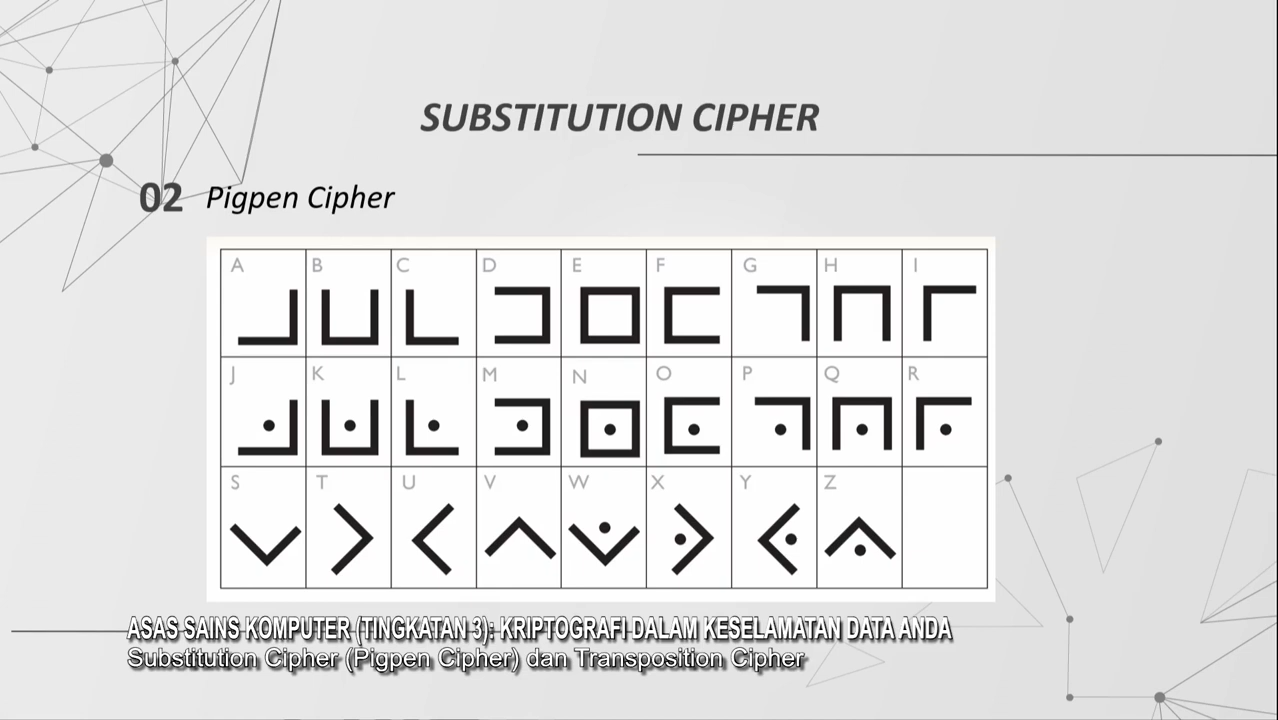 SUBSTITUTION CIPHER
02 Pigpen Cipher
A B C D E F G H I
J K L M N O P Q R
S T U V W X Y Z
ASAS SAINS KOMPUTER (TINGKATAN 3): KRIPTOGRAFI DALAM KESELAMATAN DATA ANDA
Substitution Cipher (Pigpen Cipher) dan Transposition Cipher